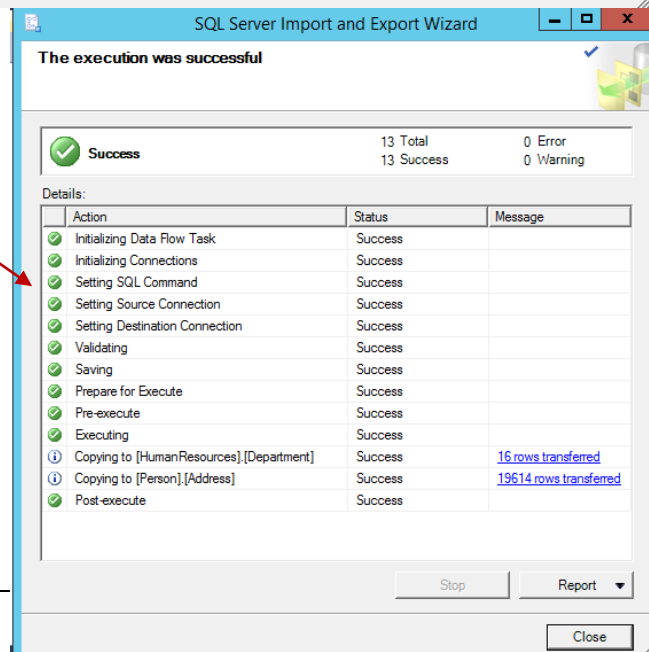 SQL Server Import and Export Wizard
The execution was successful
Success
13 Total
0 Error
13 Success
0 Warning
Details:
Action Status Message
Initializing Data Flow Task Success
Initializing Connections Success
Setting SQL Command Success
Setting Source Connection Success
Setting Destination Connection Success
Validating Success
Saving Success
Prepare for Execute Success
Pre-execute Success
Executing Success
Copying to [HumanResources].[Department] Success 16 rows transferred
Copying to [Person].[Address] Success 19614 rows transferred
Post-execute Success
Stop Report
Close